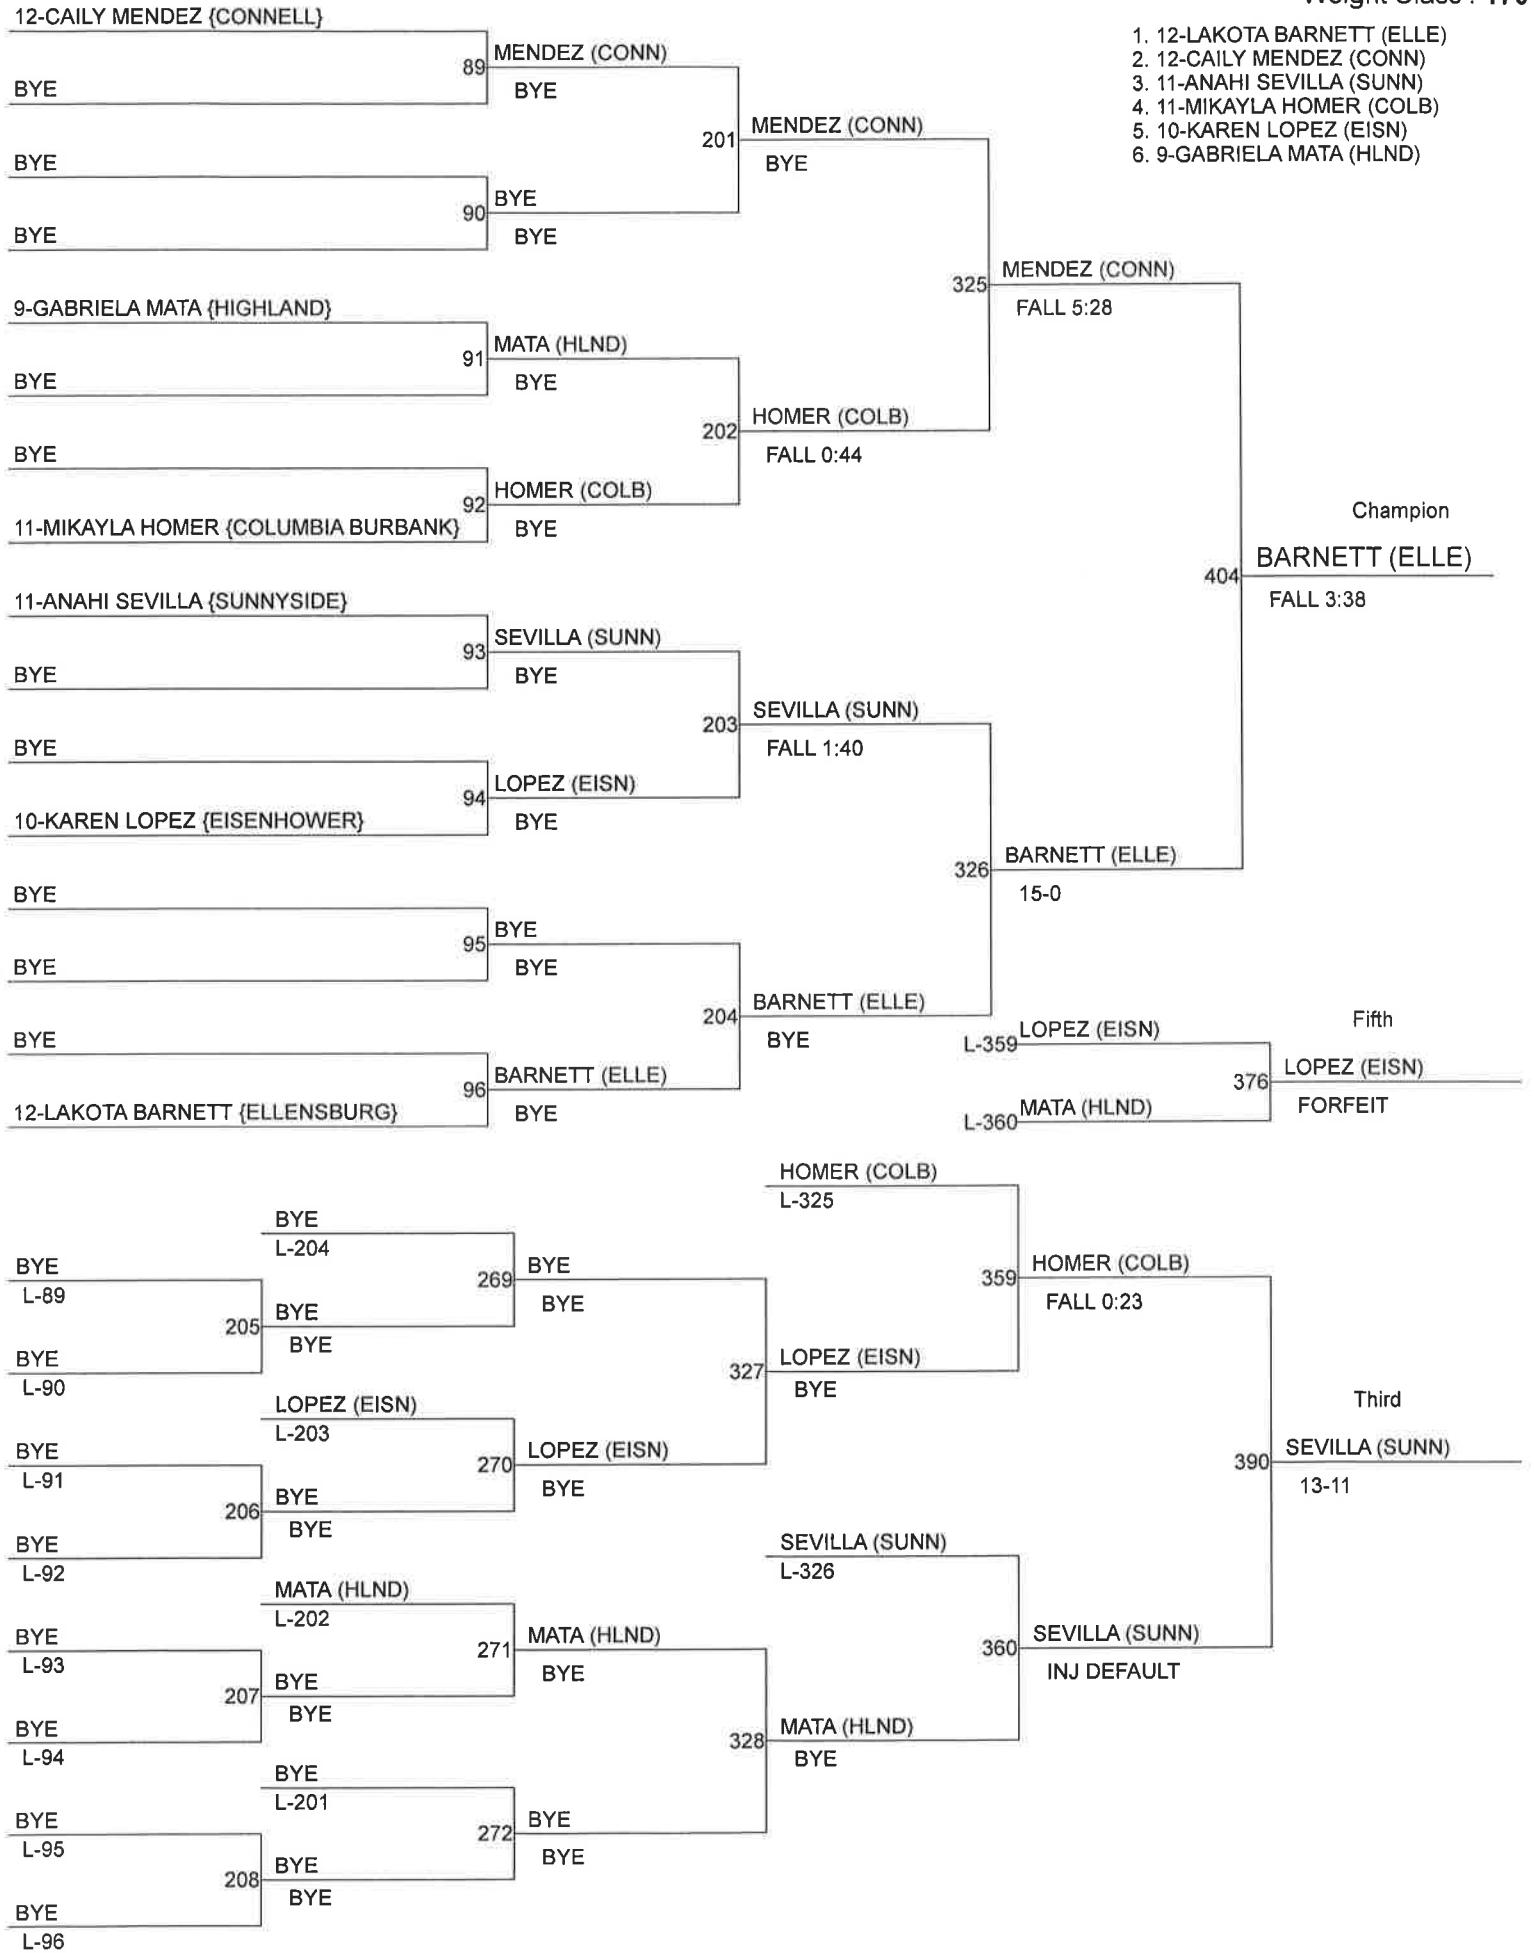 12-CAILY MENDEZ {CONNELL}
89
MENDEZ (CONN)
BYE
BYE
201
MENDEZ (CONN)
BYE
BYE
90
BYE
BYE
BYE
325
MENDEZ (CONN)
FALL 5:28
9-GABRIELA MATA {HIGHLAND}
91
MATA (HLND)
BYE
BYE
202
HOMER (COLB)
FALL 0:44
BYE
92
HOMER (COLB)
BYE
11-MIKAYLA HOMER {COLUMBIA BURBANK}
Champion
404
BARNETT (ELLE)
FALL 3:38
11-ANAHI SEVILLA {SUNNYSIDE}
93
SEVILLA (SUNN)
BYE
BYE
203
SEVILLA (SUNN)
FALL 1:40
BYE
94
LOPEZ (EISN)
BYE
10-KAREN LOPEZ {EISENHOWER}
326
BARNETT (ELLE)
15-0
BYE
95
BYE
BYE
BYE
204
BARNETT (ELLE)
BYE
BYE
96
BARNETT (ELLE)
BYE
12-LAKOTA BARNETT {ELLENSBURG}
1. 12-LAKOTA BARNETT (ELLE)
2. 12-CAILY MENDEZ (CONN)
3. 11-ANAHI SEVILLA (SUNN)
4. 11-MIKAYLA HOMER (COLB)
5. 10-KAREN LOPEZ (EISN)
6. 9-GABRIELA MATA (HLND)
Fifth
L-359
LOPEZ (EISN)
376
LOPEZ (EISN)
FORFEIT
L-360
MATA (HLND)
HOMER (COLB)
L-325
BYE
L-204
BYE
L-89
205
BYE
BYE
BYE
L-90
269
BYE
BYE
359
HOMER (COLB)
FALL 0:23
327
LOPEZ (EISN)
BYE
LOPEZ (EISN)
L-203
BYE
L-91
206
BYE
BYE
BYE
L-92
270
LOPEZ (EISN)
BYE
Third
390
SEVILLA (SUNN)
13-11
SEVILLA (SUNN)
L-326
MATA (HLND)
L-202
BYE
L-93
207
BYE
BYE
BYE
L-94
271
MATA (HLND)
BYE
360
SEVILLA (SUNN)
INJ DEFAULT
328
MATA (HLND)
BYE
BYE
L-201
BYE
L-95
208
BYE
BYE
BYE
L-96
272
BYE
BYE